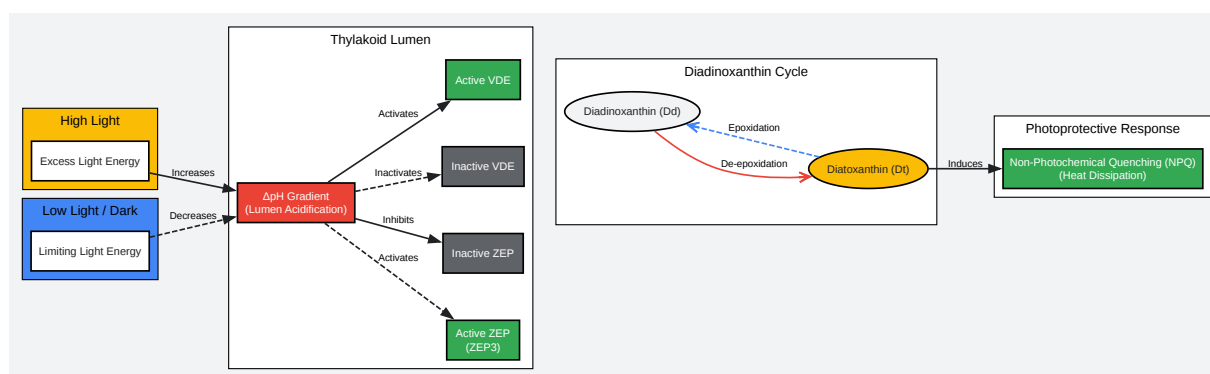 High Light
Excess Light Energy
Low Light / Dark
Limiting Light Energy
Increases
Decreases
Thylakoid Lumen
ΔpH Gradient
(Lumen Acidification)
Activates
Inactivates
Inhibits
Activates
Active VDE
Inactive VDE
Inactive ZEP
Active ZEP
(ZEP3)
Diadinoxanthin Cycle
Diadinoxanthin (Dd)
Epoxidation
De-epoxidation
Diatoxanthin (Dt)
Induces
Photoprotective Response
Non-Photochemical Quenching (NPQ)
(Heat Dissipation)